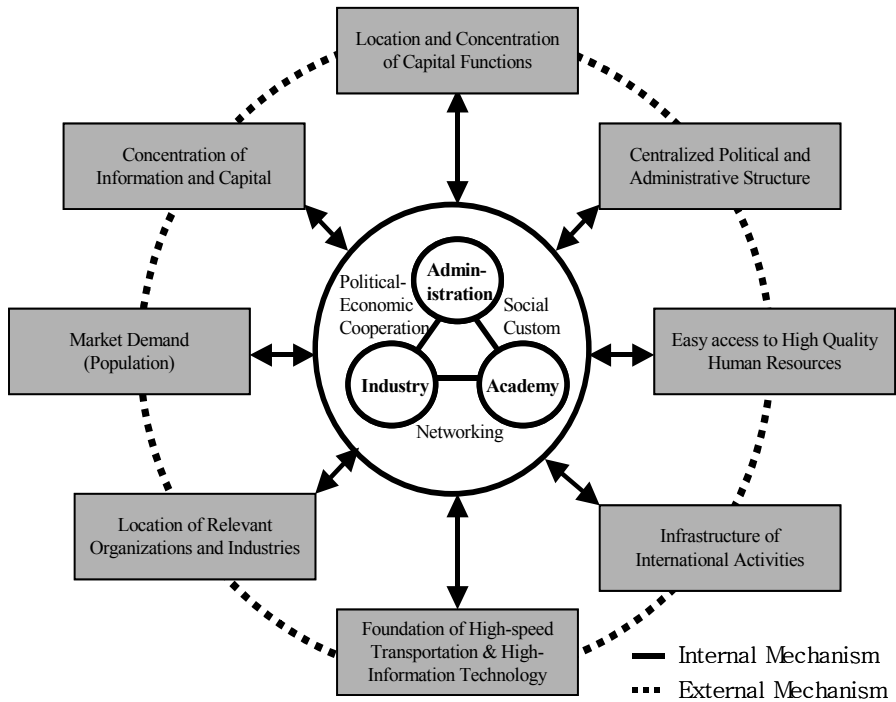 Location and Concentration
of Capital Functions
Concentration of
Information and Capital
Centralized Political and
Administrative Structure
Admin-
istration
Political-
Economic
Cooperation
Social
Custom
Market Demand
(Population)
Easy access to High Quality
Human Resources
Industry
Academy
Networking
Location of Relevant
Organizations and Industries
Infrastructure of
International Activities
Foundation of High-speed
Transportation & High-
Information Technology
Internal Mechanism
External Mechanism